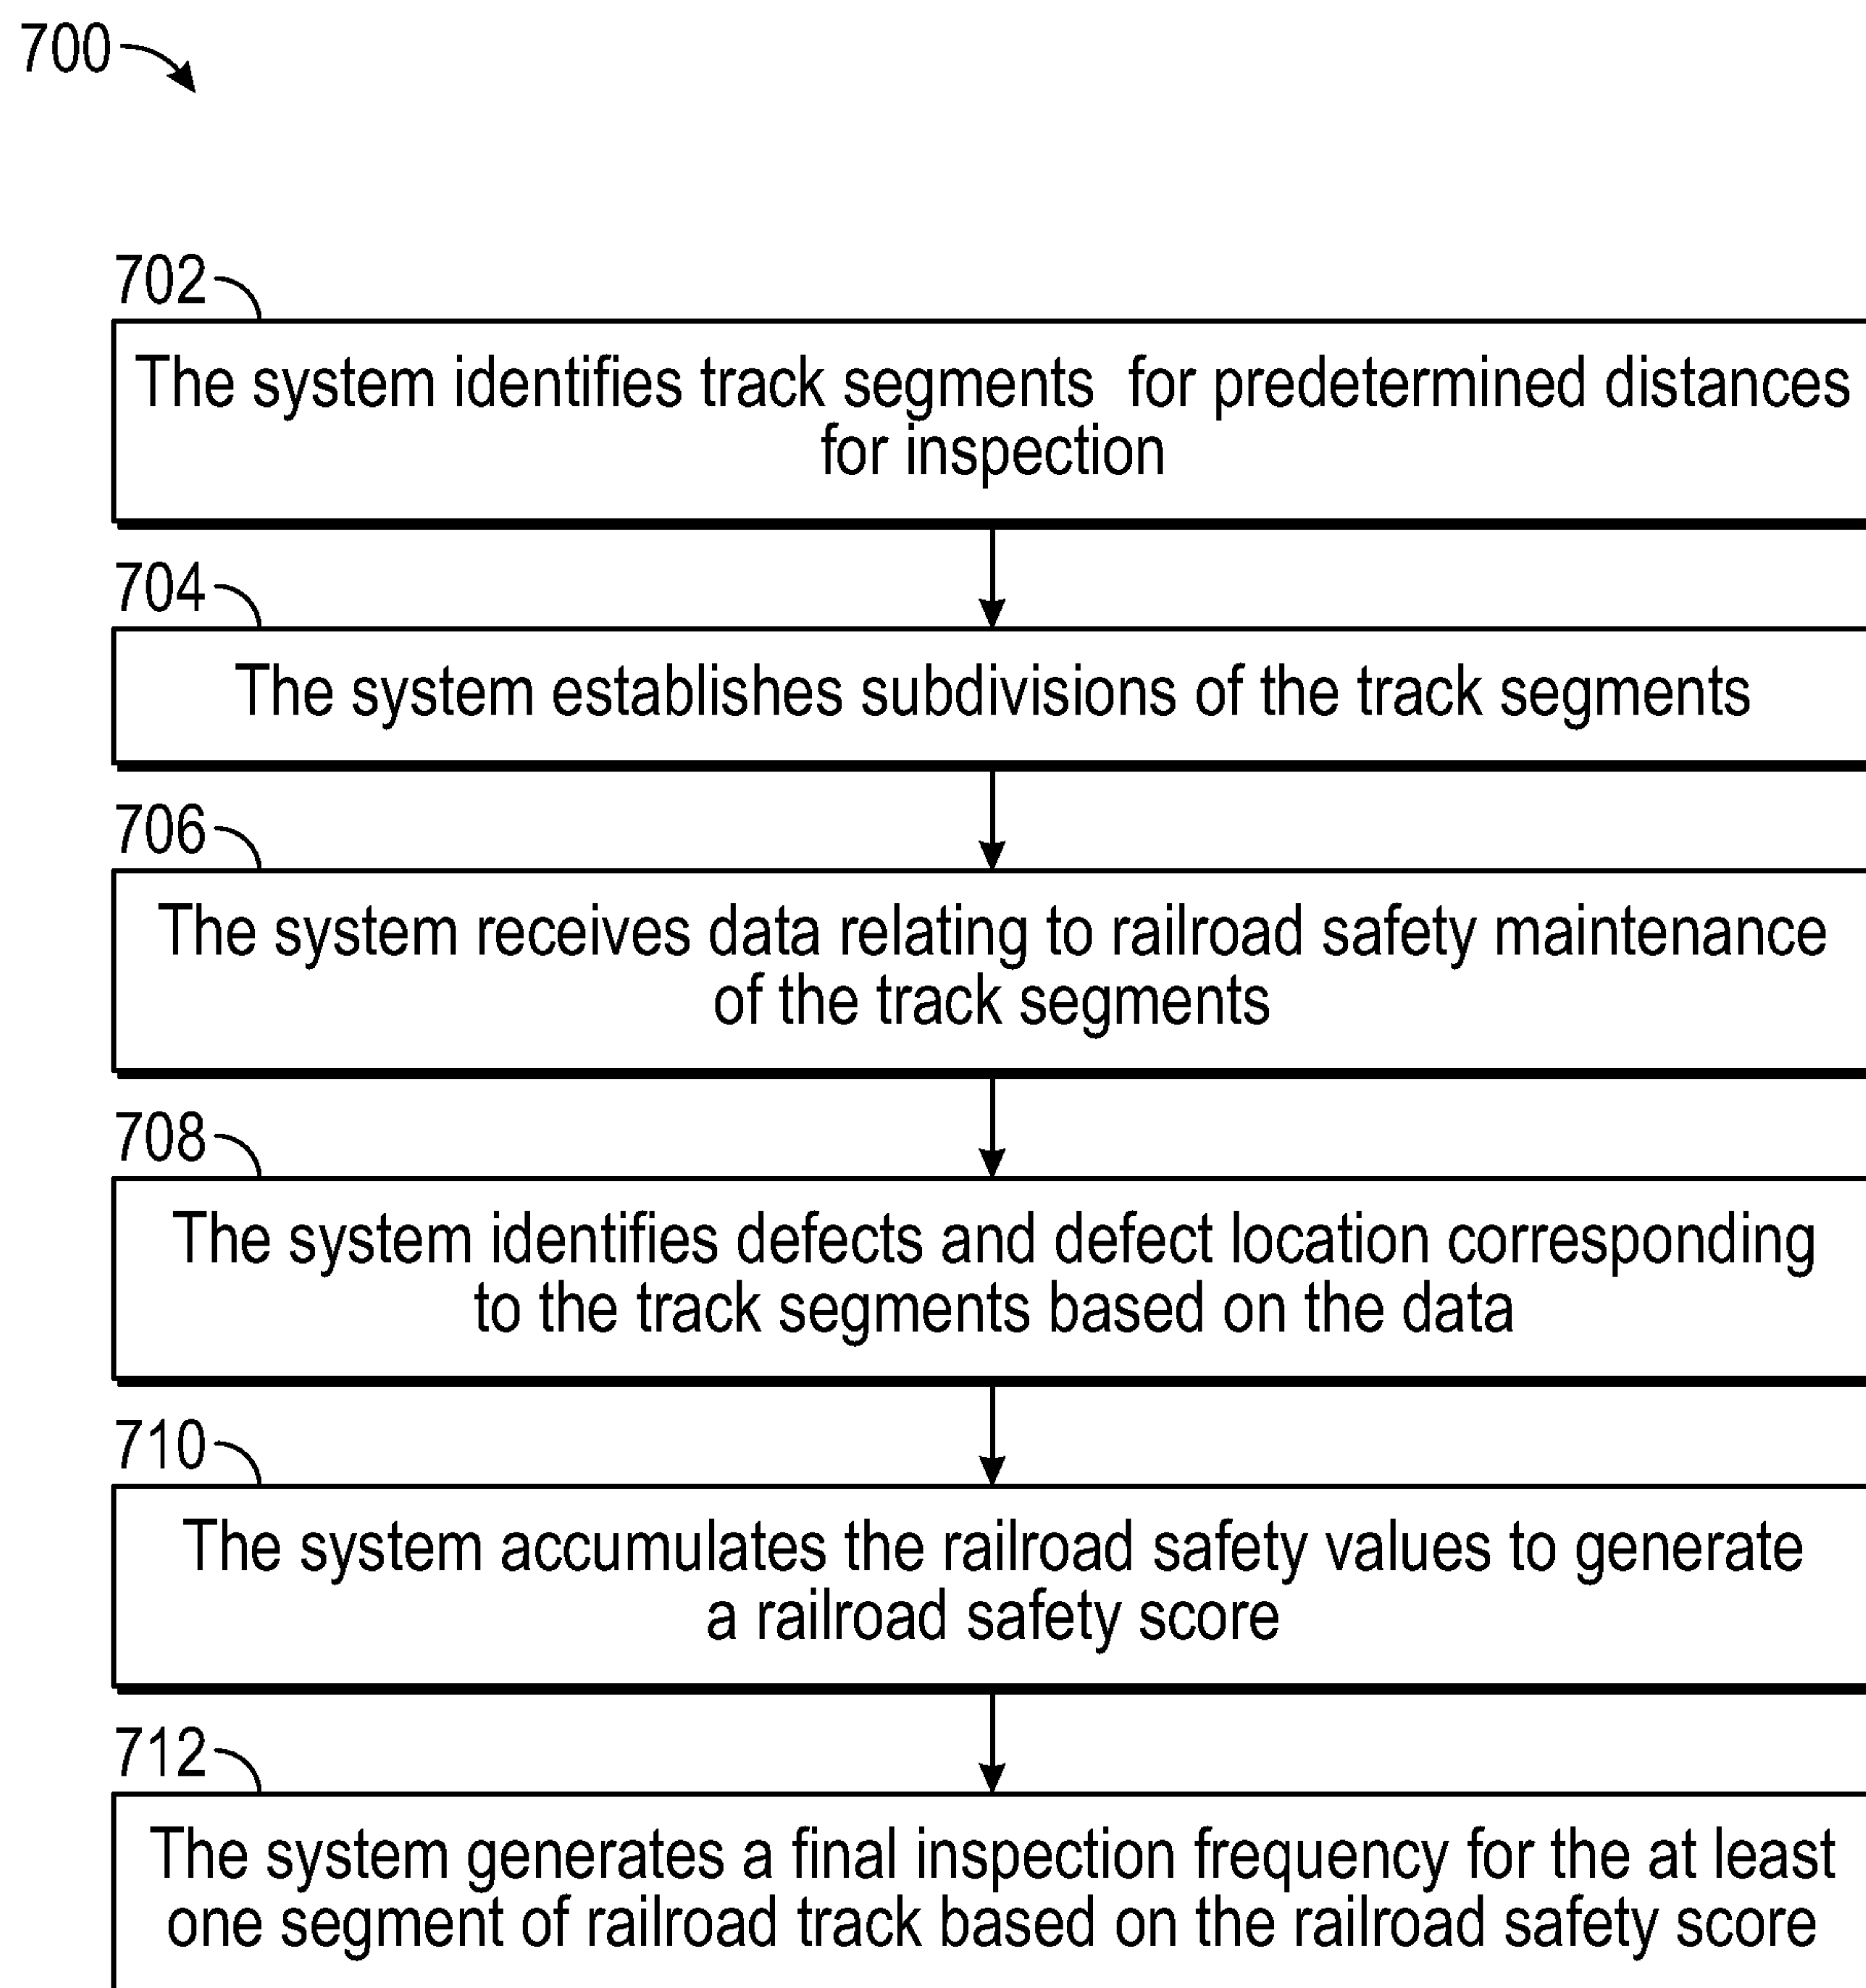 700
702
The system identifies track segments for predetermined distances
for inspection
704
The system establishes subdivisions of the track segments
706
The system receives data relating to railroad safety maintenance
of the track segments
708
The system identifies defects and defect location corresponding
to the track segments based on the data
710
The system accumulates the railroad safety values to generate
a railroad safety score
712
The system generates a final inspection frequency for the at least
one segment of railroad track based on the railroad safety score